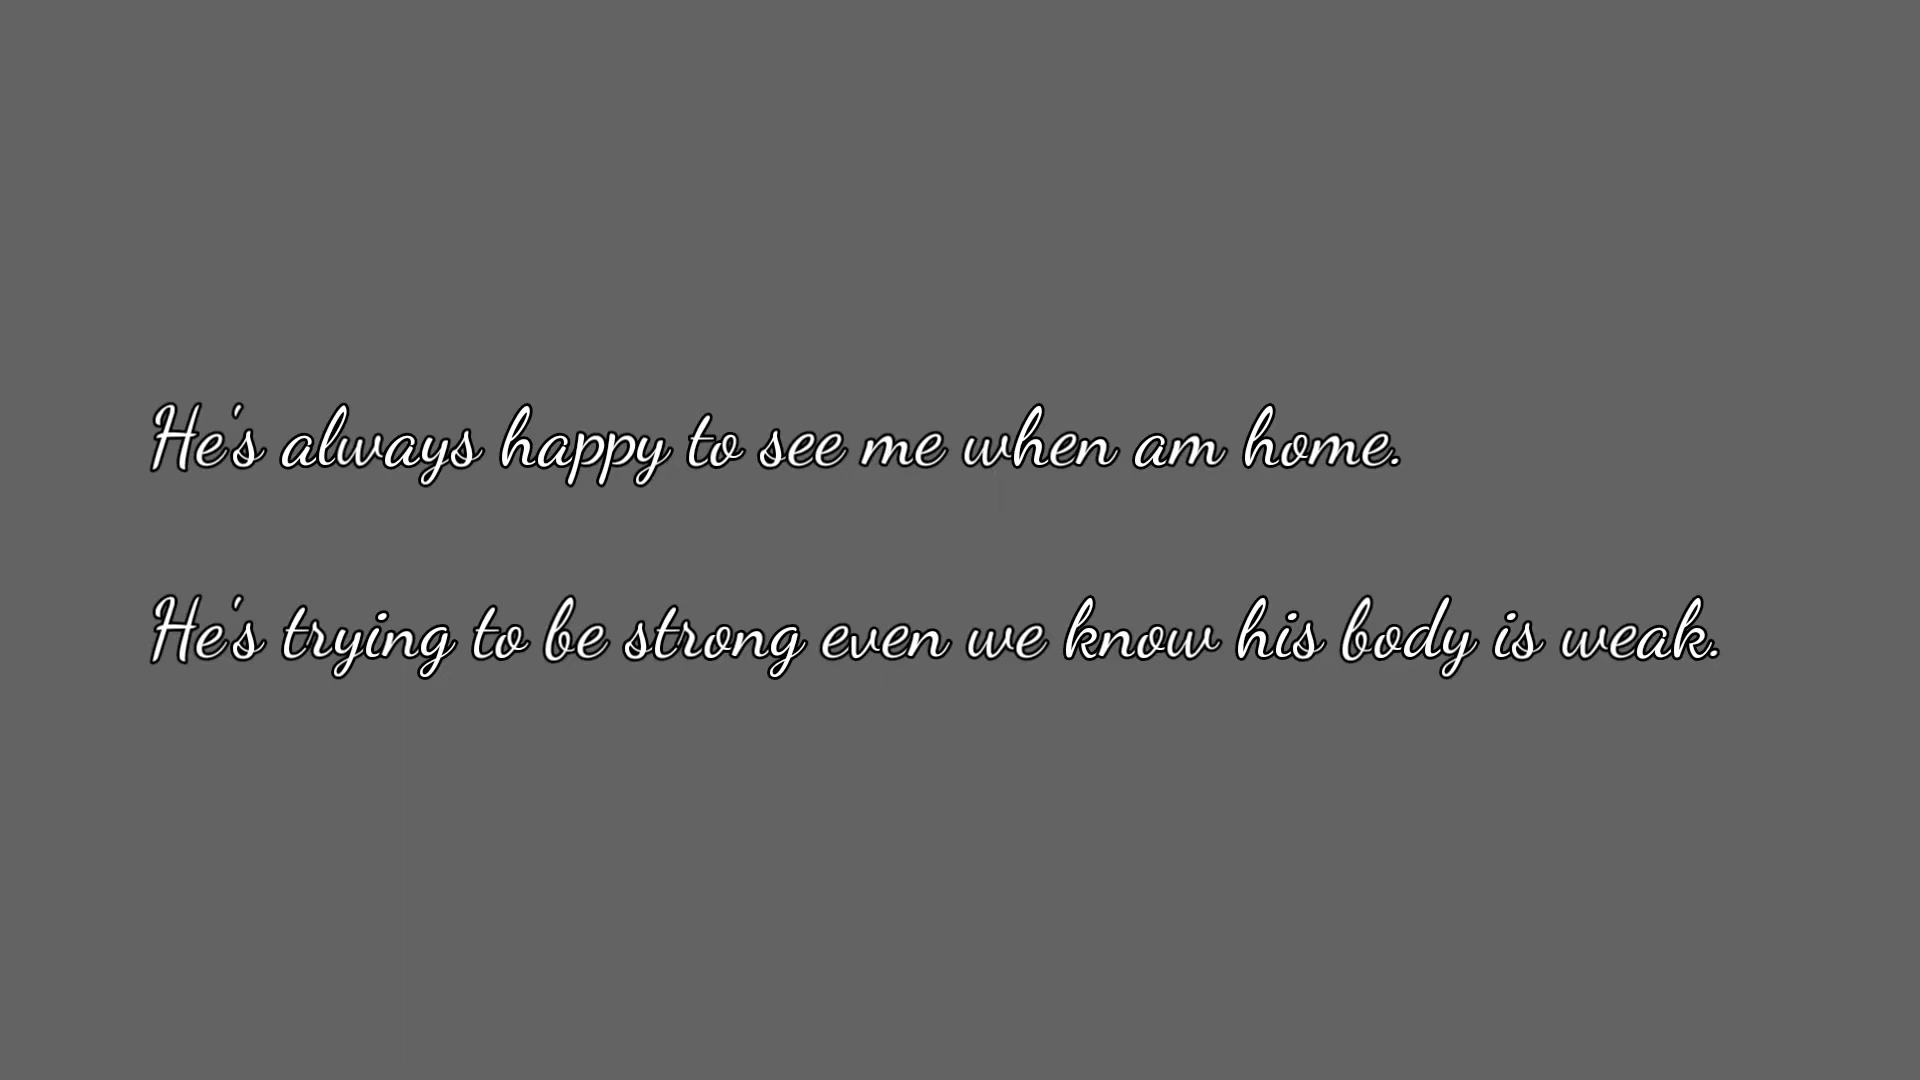 He's always happy to see me when am home.
He's trying to be strong even we know his body is weak.